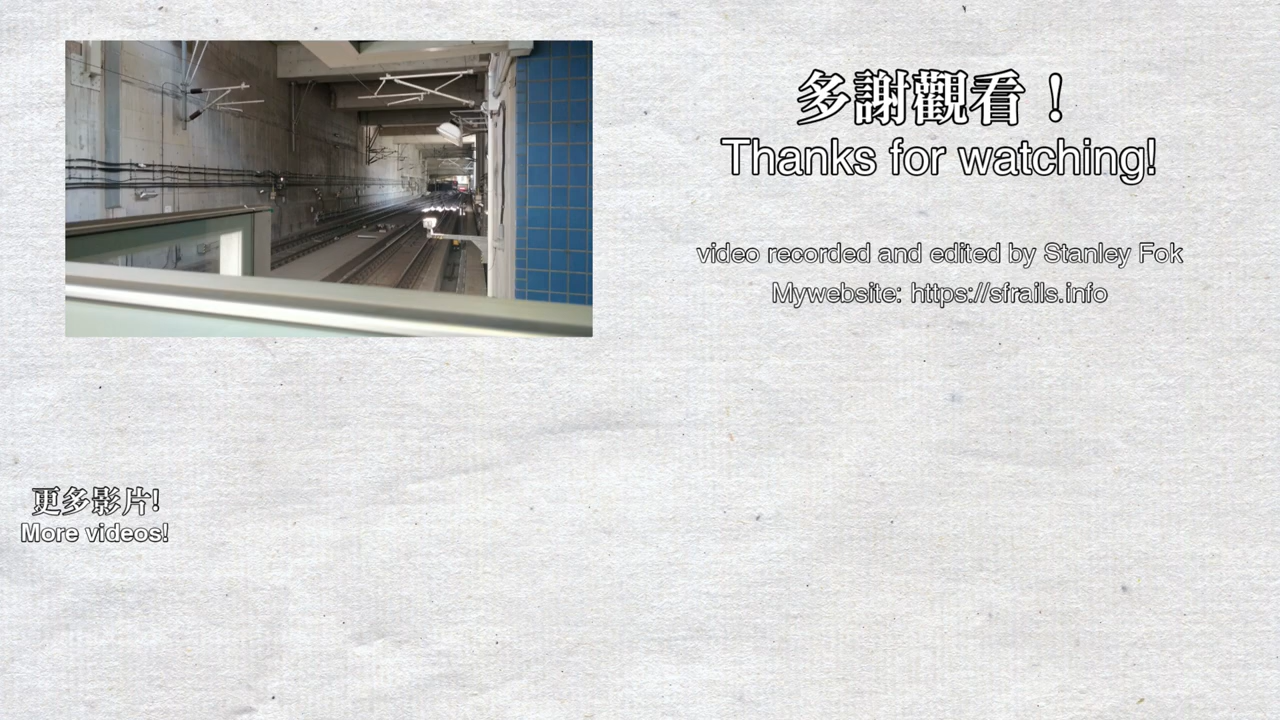 多謝觀看！
Thanks for watching!
video recorded and edited by Stanley Fok
Mywebsite: https://sfrails.info
更多影片!
More videos!